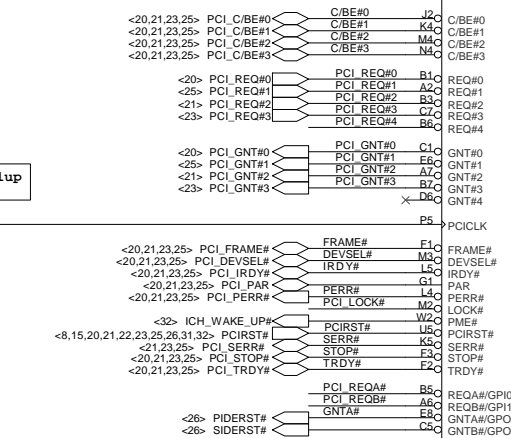 <20,21,23,25> PCI_C/BE#0 C/BE#0 J2 C/BE#0
<20,21,23,25> PCI_C/BE#1 C/BE#1 K4 C/BE#1
<20,21,23,25> PCI_C/BE#2 C/BE#2 M4 C/BE#2
<20,21,23,25> PCI_C/BE#3 C/BE#3 N4 C/BE#3
<20> PCI_REQ#0 PCI_REQ#0 B1 REQ#0
<25> PCI_REQ#1 PCI_REQ#1 A2 REQ#1
<21> PCI_REQ#2 PCI_REQ#2 B3 REQ#2
<23> PCI_REQ#3 PCI_REQ#3 C7 REQ#3
PCI_REQ#4 B6 REQ#4
<20> PCI_GNT#0 PCI_GNT#0 C1 GNT#0
<25> PCI_GNT#1 PCI_GNT#1 E6 GNT#1
<21> PCI_GNT#2 PCI_GNT#2 A7 GNT#2
<23> PCI_GNT#3 PCI_GNT#3 B7 GNT#3
D6 GNT#4
lup
P5 PCICLK
<20,21,23,25> PCI_FRAME# FRAME# F1 FRAME#
<20,21,23,25> PCI_DEVSEL# DEVSEL# M3 DEVSEL#
<20,21,23,25> PCI_IRDY# IRDY# L5 IRDY#
<20,21,23,25> PCI_PAR G1 PAR
<20,21,23,25> PCI_PERR# PERR# L4 PERR#
PCI_LOCK# M2 LOCK#
<32> ICH_WAKE_UP# W2 PME#
<8,15,20,21,22,23,25,26,31,32> PCIRST# PCIRST# U5 PCIRST#
<21,23,25> PCI_SERR# SERR# K5 SERR#
<20,21,23,25> PCI_STOP# STOP# F3 STOP#
<20,21,23,25> PCI_TRDY# TRDY# F2 TRDY#
PCI_REQA# B5 REQA#/GPI0
PCI_REQB# A6 REQB#/GPI1
<26> PIDERST# GNTA# E8 GNTA#/GPO
<26> SIDERST# C5 GNTB#/GPO